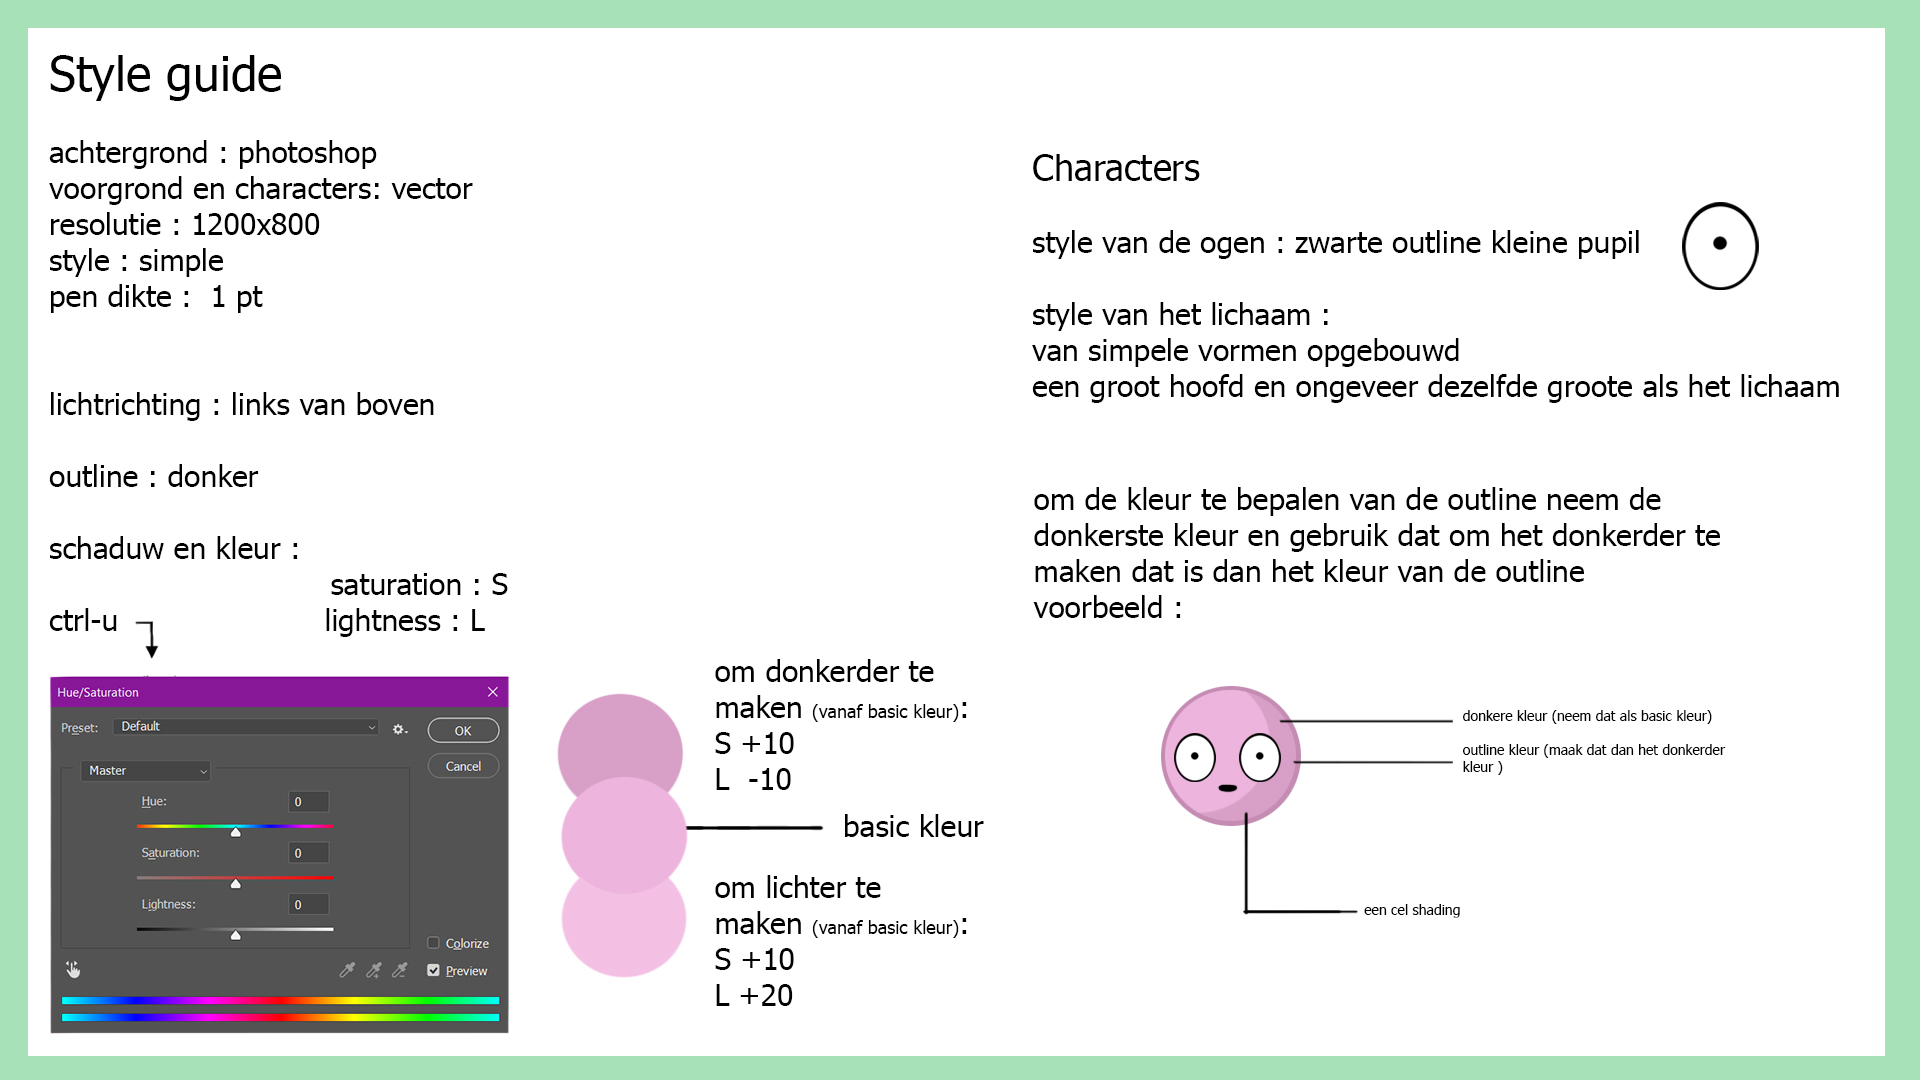 Style guide
achtergrond : photoshop
voorgrond en characters: vector
resolutie : 1200x800
style : simple
pen dikte :  1 pt
lichtrichting : links van boven
outline : donker
schaduw en kleur :
saturation : S
ctrl-u
lightness : L
Hue/Saturation
Preset:
Default
OK
Cancel
Master
Hue:
0
Saturation:
0
Lightness:
0
Colorize
Preview
om donkerder te
maken (vanaf basic kleur):
S +10
L  -10
basic kleur
om lichter te
maken (vanaf basic kleur):
S +10
L +20
Characters
style van de ogen : zwarte outline kleine pupil
style van het lichaam :
van simpele vormen opgebouwd
een groot hoofd en ongeveer dezelfde groote als het lichaam
om de kleur te bepalen van de outline neem de
donkerste kleur en gebruik dat om het donkerder te
maken dat is dan het kleur van de outline
voorbeeld :
donkere kleur (neem dat als basic kleur)
outline kleur (maak dat dan het donkerder
kleur )
een cel shading